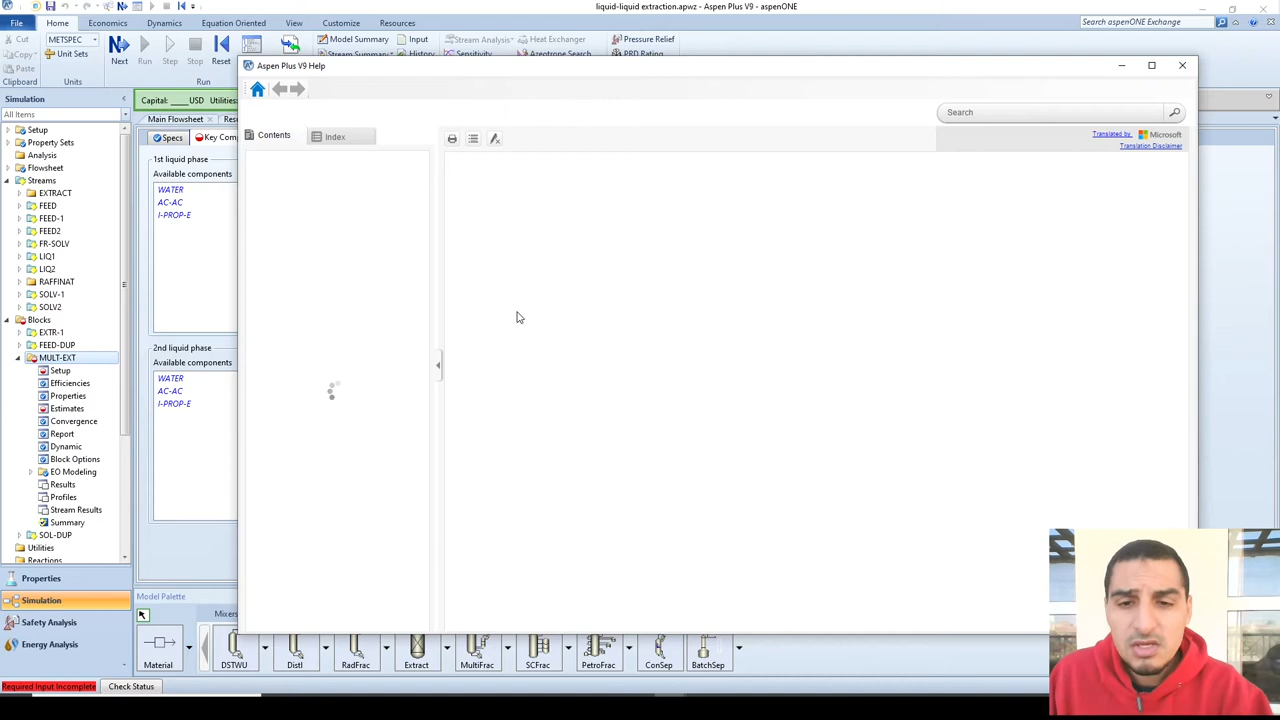 liquid-liquid extraction.apwz - Aspen Plus V9 - aspenONE
File Home Economics Dynamics Equation Oriented View Customize Resources
Search aspenONE Exchange
Cut METSPEC
Copy Unit Sets
Paste
Next Run Step Stop Reset
Model Summary Input Stream Analysis Heat Exchanger Pressure Relief
Stream Summary History Sensitivity Azeotrope Search PRD Rating
Clipboard Units Run
Aspen Plus V9 Help
Simulation
All Items
Capital: ____ USD Utilities:
Main Flowsheet
Specs Key Com
Search
Contents Index
Translated by Microsoft
Translation Disclaimer
Setup
Property Sets
Analysis
Flowsheet
Streams
EXTRACT
FEED
FEED-1
FEED2
FR-SOLV
LIQ1
LIQ2
RAFFINAT
SOLV-1
SOLV2
Blocks
EXTR-1
FEED-DUP
MULT-EXT
Setup
Efficiencies
Properties
Estimates
Convergence
Report
Dynamic
Block Options
EO Modeling
Results
Profiles
Stream Results
Summary
SOL-DUP
Utilities
Reactions
1st liquid phase
Available components
WATER
AC-AC
I-PROP-E
2nd liquid phase
Available components
WATER
AC-AC
I-PROP-E
Properties
Simulation
Safety Analysis
Energy Analysis
Model Palette
Mixers
Material DSTWU Distl RadFrac Extract MultiFrac SCFrac PetroFrac ConSep BatchSep
Required Input Incomplete Check Status